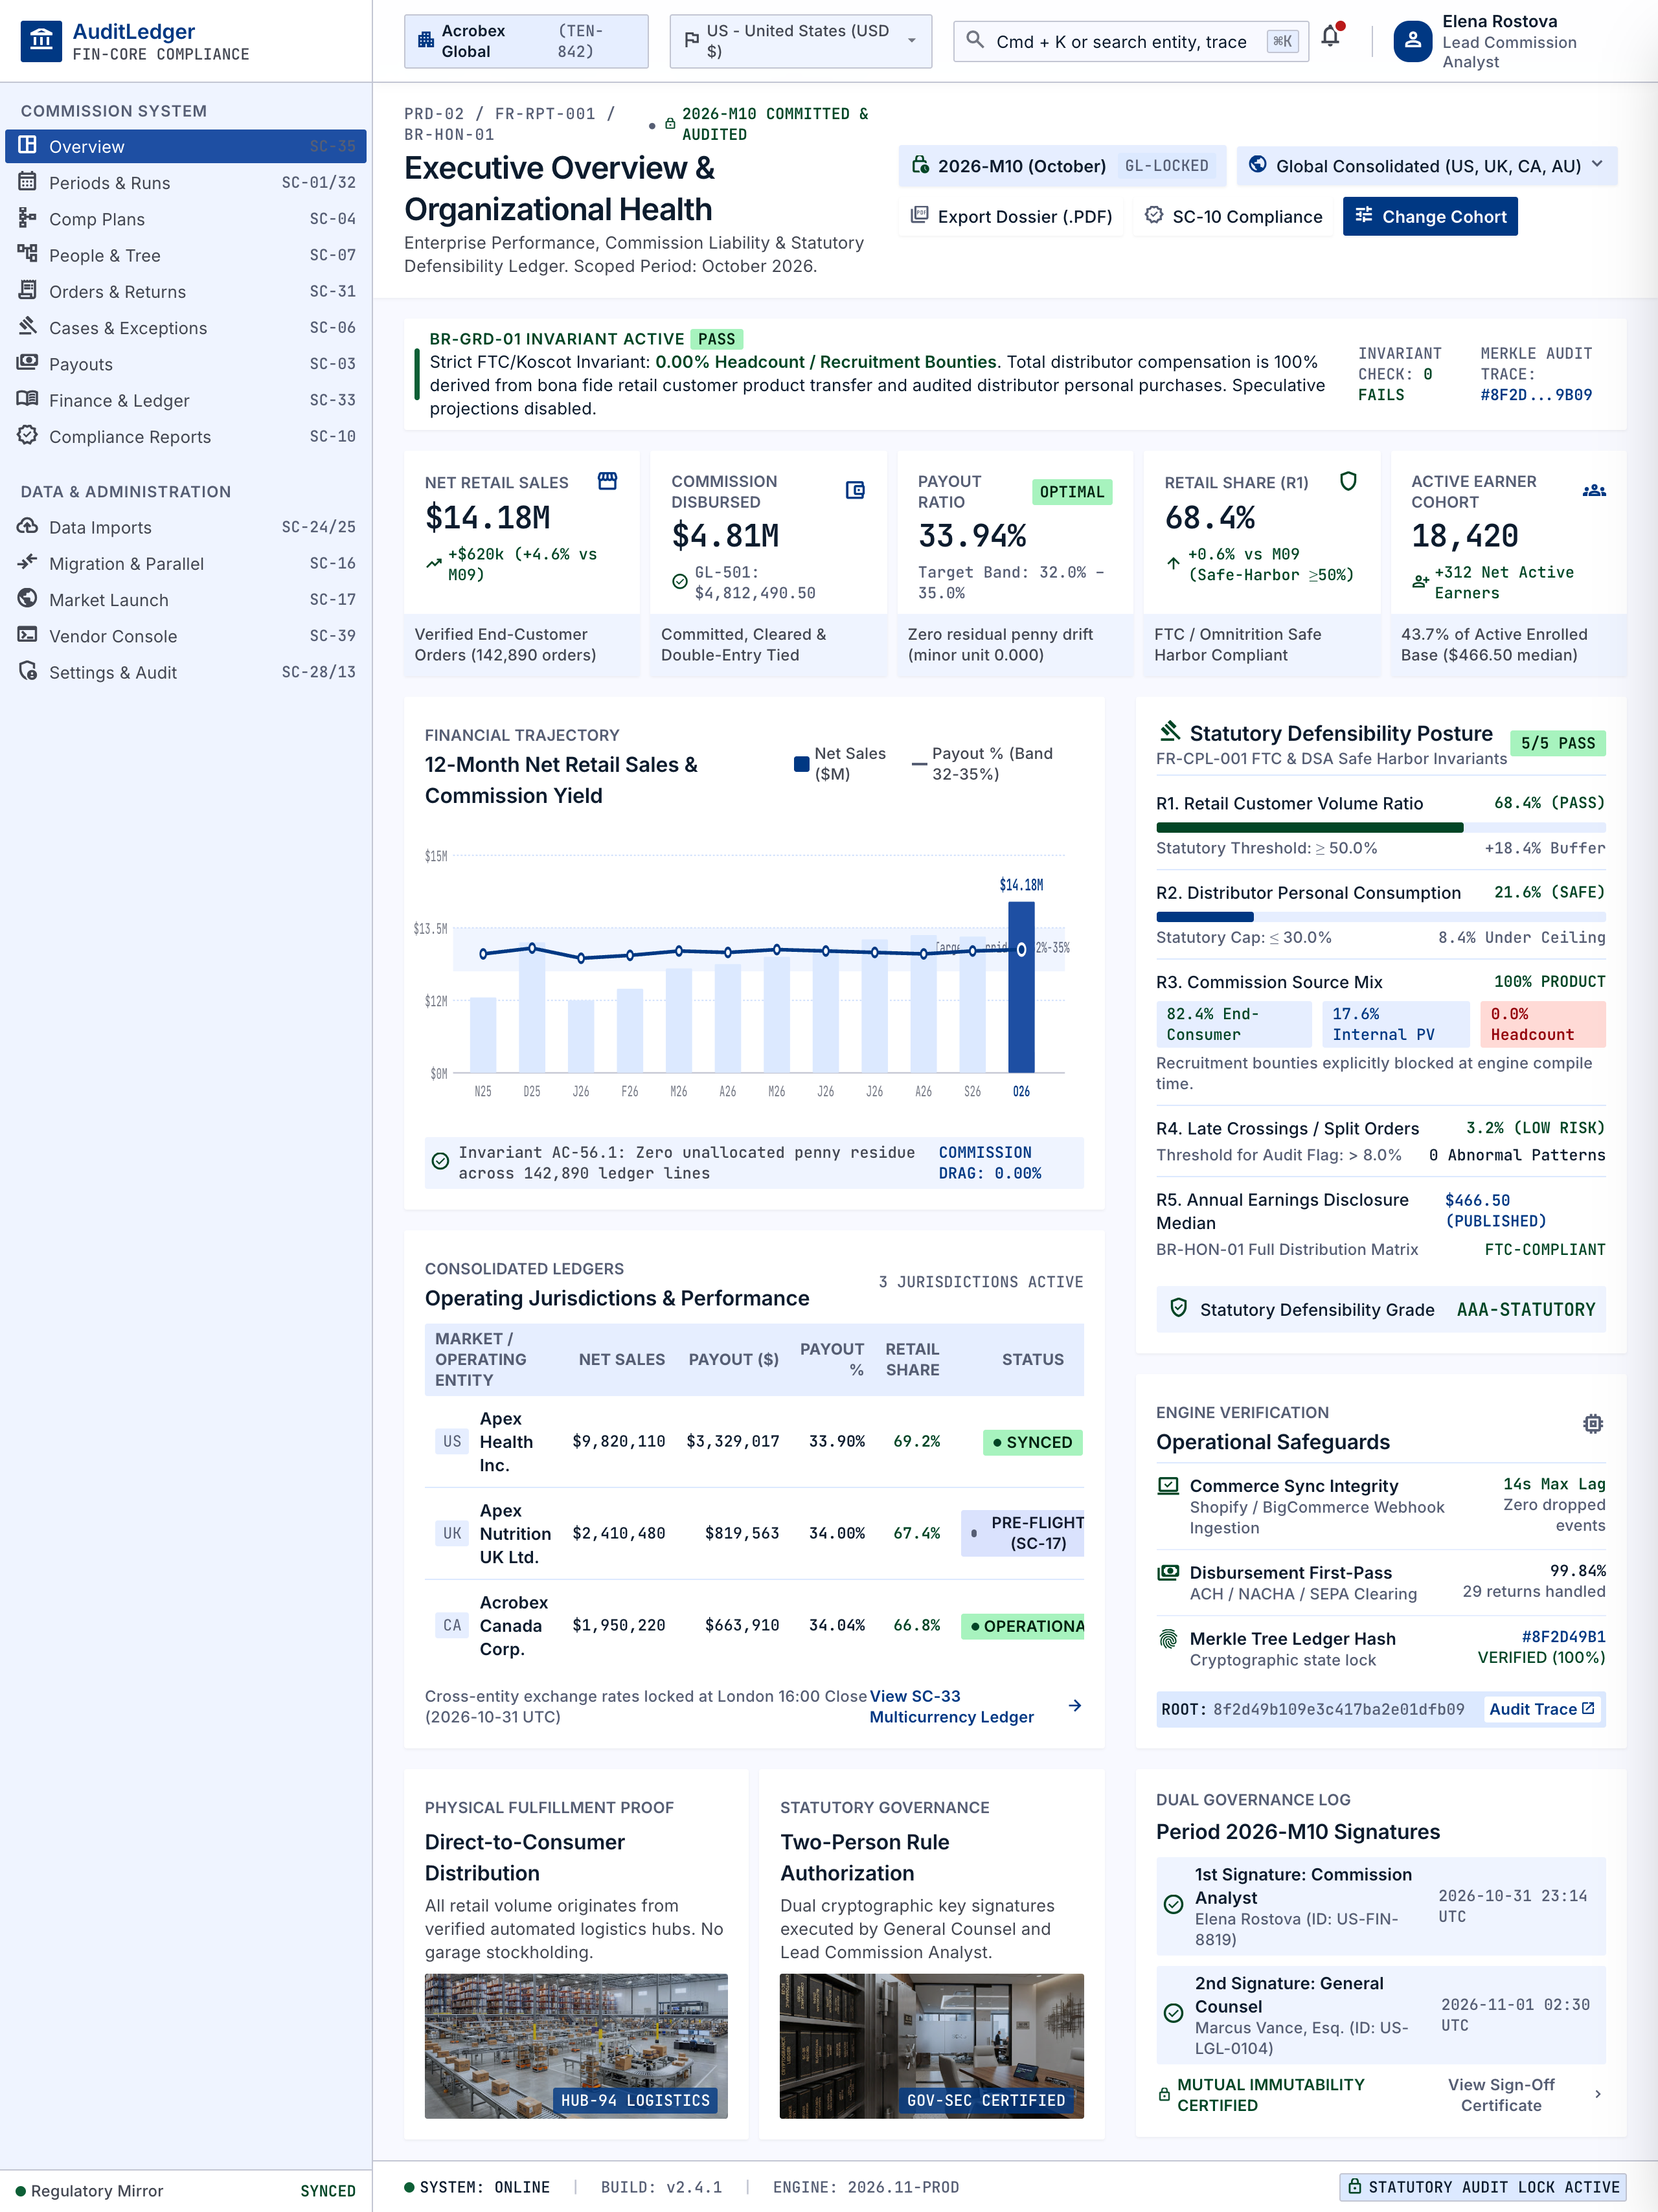 AuditLedger
FIN-CORE COMPLIANCE
Acrobex
Global
(TEN-
842)
US - United States (USD
$)
Cmd + K or search entity, trace
⌘K
Elena Rostova
Lead Commission
Analyst
COMMISSION SYSTEM
Overview SC-35
Periods & Runs SC-01/32
Comp Plans SC-04
People & Tree SC-07
Orders & Returns SC-31
Cases & Exceptions SC-06
Payouts SC-03
Finance & Ledger SC-33
Compliance Reports SC-10
DATA & ADMINISTRATION
Data Imports SC-24/25
Migration & Parallel SC-16
Market Launch SC-17
Vendor Console SC-39
Settings & Audit SC-28/13
Regulatory Mirror SYNCED
PRD-02 / FR-RPT-001 /
BR-HON-01
• 2026-M10 COMMITTED &
AUDITED
Executive Overview &
Organizational Health
Enterprise Performance, Commission Liability & Statutory
Defensibility Ledger. Scoped Period: October 2026.
2026-M10 (October) GL-LOCKED
Global Consolidated (US, UK, CA, AU)
Export Dossier (.PDF)
SC-10 Compliance
Change Cohort
BR-GRD-01 INVARIANT ACTIVE PASS
Strict FTC/Koscot Invariant: 0.00% Headcount / Recruitment Bounties. Total distributor compensation is 100%
derived from bona fide retail customer product transfer and audited distributor personal purchases. Speculative
projections disabled.
INVARIANT
CHECK: 0
FAILS
MERKLE AUDIT
TRACE:
#8F2D...9B09
NET RETAIL SALES
$14.18M
+$620k (+4.6% vs
M09)
Verified End-Customer
Orders (142,890 orders)
COMMISSION
DISBURSED
$4.81M
GL-501:
$4,812,490.50
Committed, Cleared &
Double-Entry Tied
PAYOUT
RATIO
OPTIMAL
33.94%
Target Band: 32.0% –
35.0%
Zero residual penny drift
(minor unit 0.000)
RETAIL SHARE (R1)
68.4%
+0.6% vs M09
(Safe-Harbor ≥50%)
FTC / Omnitrition Safe
Harbor Compliant
ACTIVE EARNER
COHORT
18,420
+312 Net Active
Earners
43.7% of Active Enrolled
Base ($466.50 median)
FINANCIAL TRAJECTORY
12-Month Net Retail Sales &
Commission Yield
Net Sales
($M)
Payout % (Band
32-35%)
$15M
$14.18M
$13.5M
2%-35%
$12M
$0M
N25 D25 J26 F26 M26 A26 M26 J26 J26 A26 S26 O26
Invariant AC-56.1: Zero unallocated penny residue
across 142,890 ledger lines
COMMISSION
DRAG: 0.00%
Statutory Defensibility Posture
FR-CPL-001 FTC & DSA Safe Harbor Invariants
5/5 PASS
R1. Retail Customer Volume Ratio 68.4% (PASS)
Statutory Threshold: ≥ 50.0% +18.4% Buffer
R2. Distributor Personal Consumption 21.6% (SAFE)
Statutory Cap: ≤ 30.0% 8.4% Under Ceiling
R3. Commission Source Mix 100% PRODUCT
82.4% End-
Consumer
17.6%
Internal PV
0.0%
Headcount
Recruitment bounties explicitly blocked at engine compile
time.
R4. Late Crossings / Split Orders 3.2% (LOW RISK)
Threshold for Audit Flag: > 8.0% 0 Abnormal Patterns
R5. Annual Earnings Disclosure
Median
$466.50
(PUBLISHED)
BR-HON-01 Full Distribution Matrix FTC-COMPLIANT
Statutory Defensibility Grade AAA-STATUTORY
CONSOLIDATED LEDGERS
Operating Jurisdictions & Performance
3 JURISDICTIONS ACTIVE
MARKET /
OPERATING
ENTITY
NET SALES
PAYOUT ($)
PAYOUT
%
RETAIL
SHARE
STATUS
US
Apex
Health
Inc.
$9,820,110 $3,329,017 33.90% 69.2% SYNCED
UK
Apex
Nutrition
UK Ltd.
$2,410,480 $819,563 34.00% 67.4%
PRE-FLIGHT
(SC-17)
CA
Acrobex
Canada
Corp.
$1,950,220 $663,910 34.04% 66.8% OPERATIONA
Cross-entity exchange rates locked at London 16:00 Close
(2026-10-31 UTC)
View SC-33
Multicurrency Ledger
ENGINE VERIFICATION
Operational Safeguards
Commerce Sync Integrity
Shopify / BigCommerce Webhook
Ingestion
14s Max Lag
Zero dropped
events
Disbursement First-Pass
ACH / NACHA / SEPA Clearing
99.84%
29 returns handled
Merkle Tree Ledger Hash
Cryptographic state lock
#8F2D49B1
VERIFIED (100%)
ROOT: 8f2d49b109e3c417ba2e01dfb09 Audit Trace
PHYSICAL FULFILLMENT PROOF
Direct-to-Consumer
Distribution
All retail volume originates from
verified automated logistics hubs. No
garage stockholding.
HUB-94 LOGISTICS
STATUTORY GOVERNANCE
Two-Person Rule
Authorization
Dual cryptographic key signatures
executed by General Counsel and
Lead Commission Analyst.
GOV-SEC CERTIFIED
DUAL GOVERNANCE LOG
Period 2026-M10 Signatures
1st Signature: Commission
Analyst
Elena Rostova (ID: US-FIN-
8819)
2026-10-31 23:14
UTC
2nd Signature: General
Counsel
Marcus Vance, Esq. (ID: US-
LGL-0104)
2026-11-01 02:30
UTC
MUTUAL IMMUTABILITY
CERTIFIED
View Sign-Off
Certificate
SYSTEM: ONLINE | BUILD: v2.4.1 | ENGINE: 2026.11-PROD
STATUTORY AUDIT LOCK ACTIVE